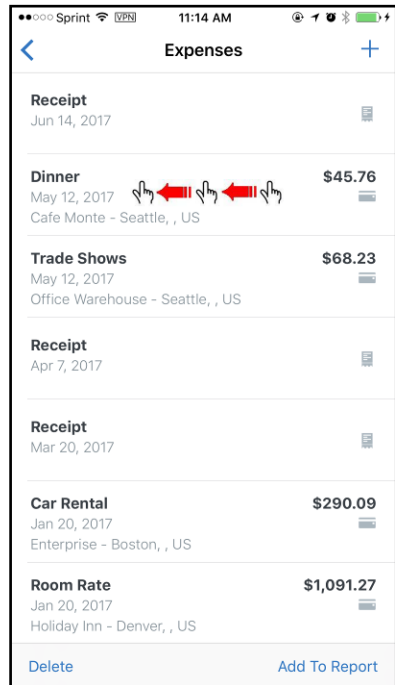 Sprint VPN 11:14 AM
Expenses
Receipt
Jun 14, 2017
Dinner $45.76
May 12, 2017
Cafe Monte - Seattle, , US
Trade Shows $68.23
May 12, 2017
Office Warehouse - Seattle, , US
Receipt
Apr 7, 2017
Receipt
Mar 20, 2017
Car Rental $290.09
Jan 20, 2017
Enterprise - Boston, , US
Room Rate $1,091.27
Jan 20, 2017
Holiday Inn - Denver, , US
Delete Add To Report